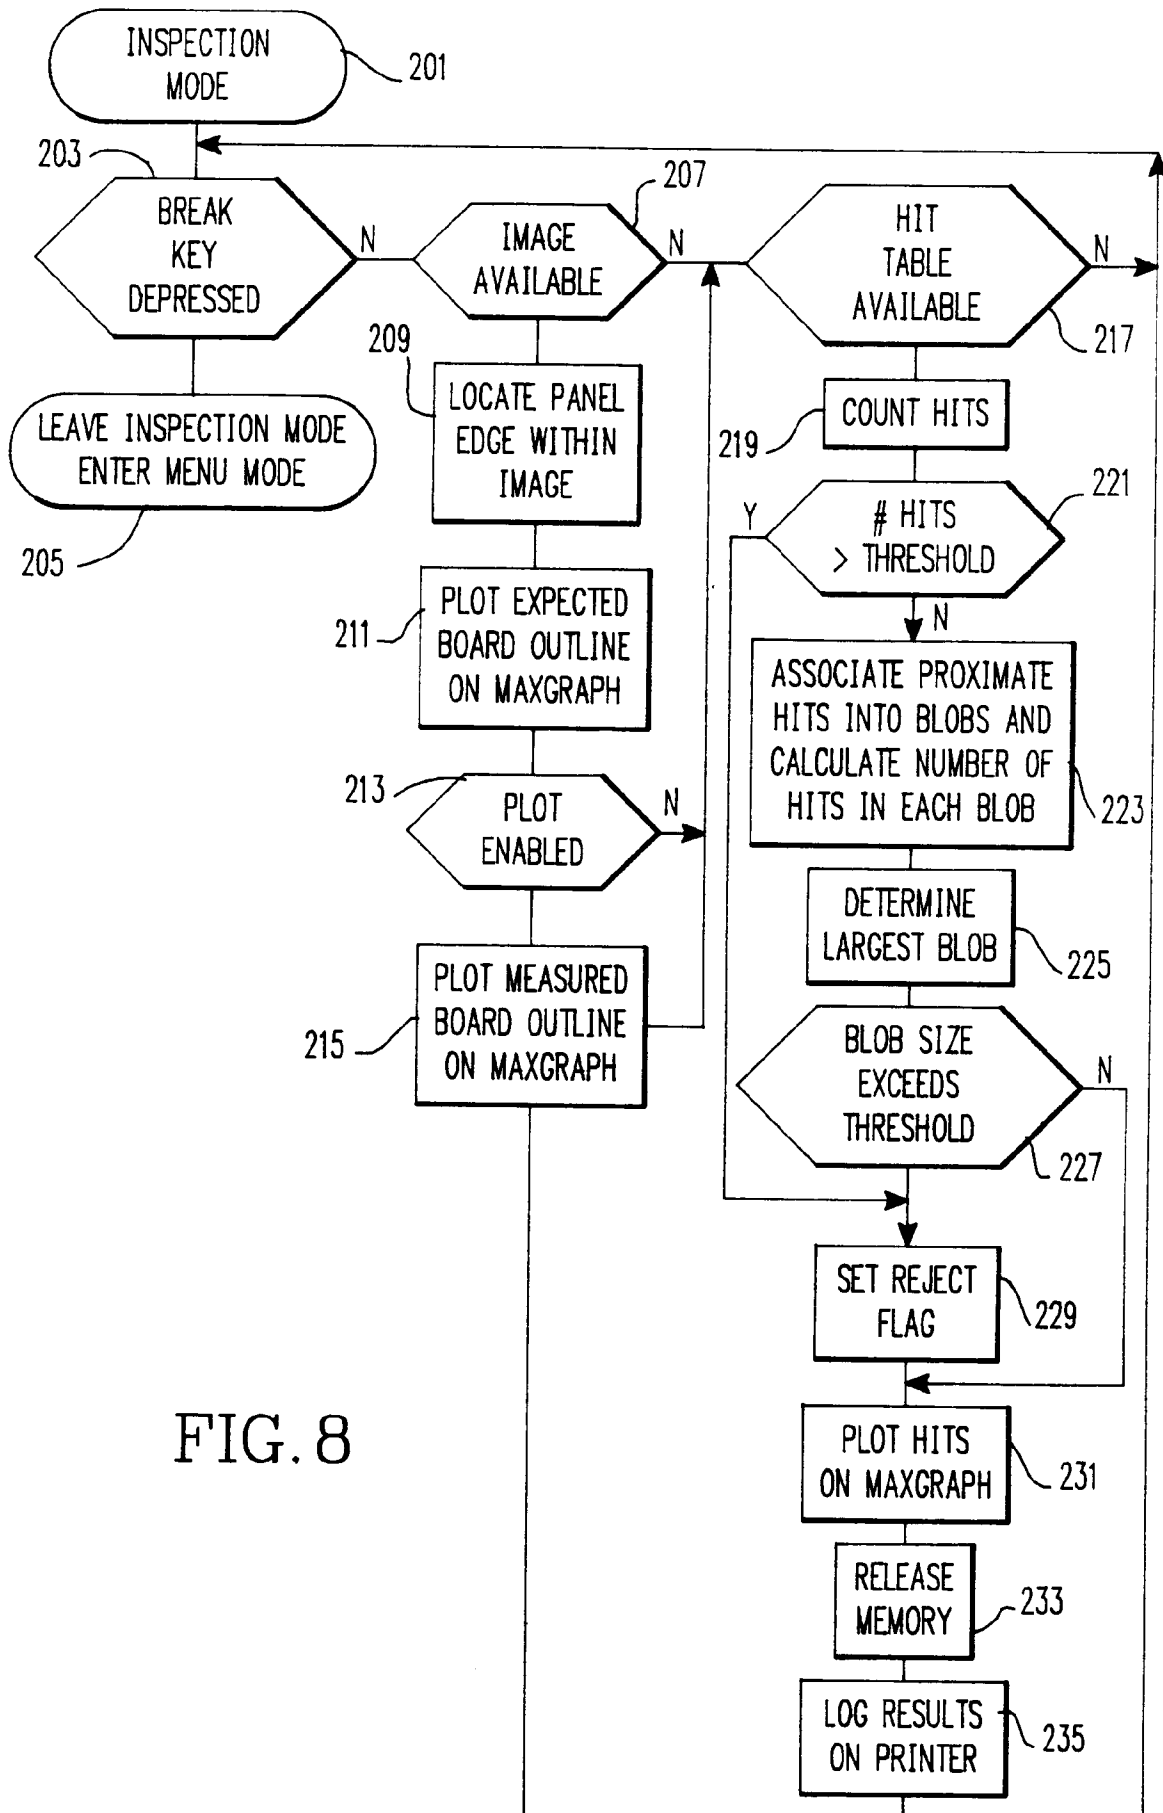 INSPECTION
MODE
201
203
BREAK
KEY
DEPRESSED
N
LEAVE INSPECTION MODE
ENTER MENU MODE
205
207
IMAGE
AVAILABLE
N
209
LOCATE PANEL
EDGE WITHIN
IMAGE
211
PLOT EXPECTED
BOARD OUTLINE
ON MAXGRAPH
213
PLOT
ENABLED
N
215
PLOT MEASURED
BOARD OUTLINE
ON MAXGRAPH
HIT
TABLE
AVAILABLE
N
217
COUNT HITS
219
# HITS
> THRESHOLD
221
Y
N
ASSOCIATE PROXIMATE
HITS INTO BLOBS AND
CALCULATE NUMBER OF
HITS IN EACH BLOB
223
DETERMINE
LARGEST BLOB
225
BLOB SIZE
EXCEEDS
THRESHOLD
N
227
SET REJECT
FLAG
229
PLOT HITS
ON MAXGRAPH
231
RELEASE
MEMORY
233
LOG RESULTS
ON PRINTER
235
FIG. 8